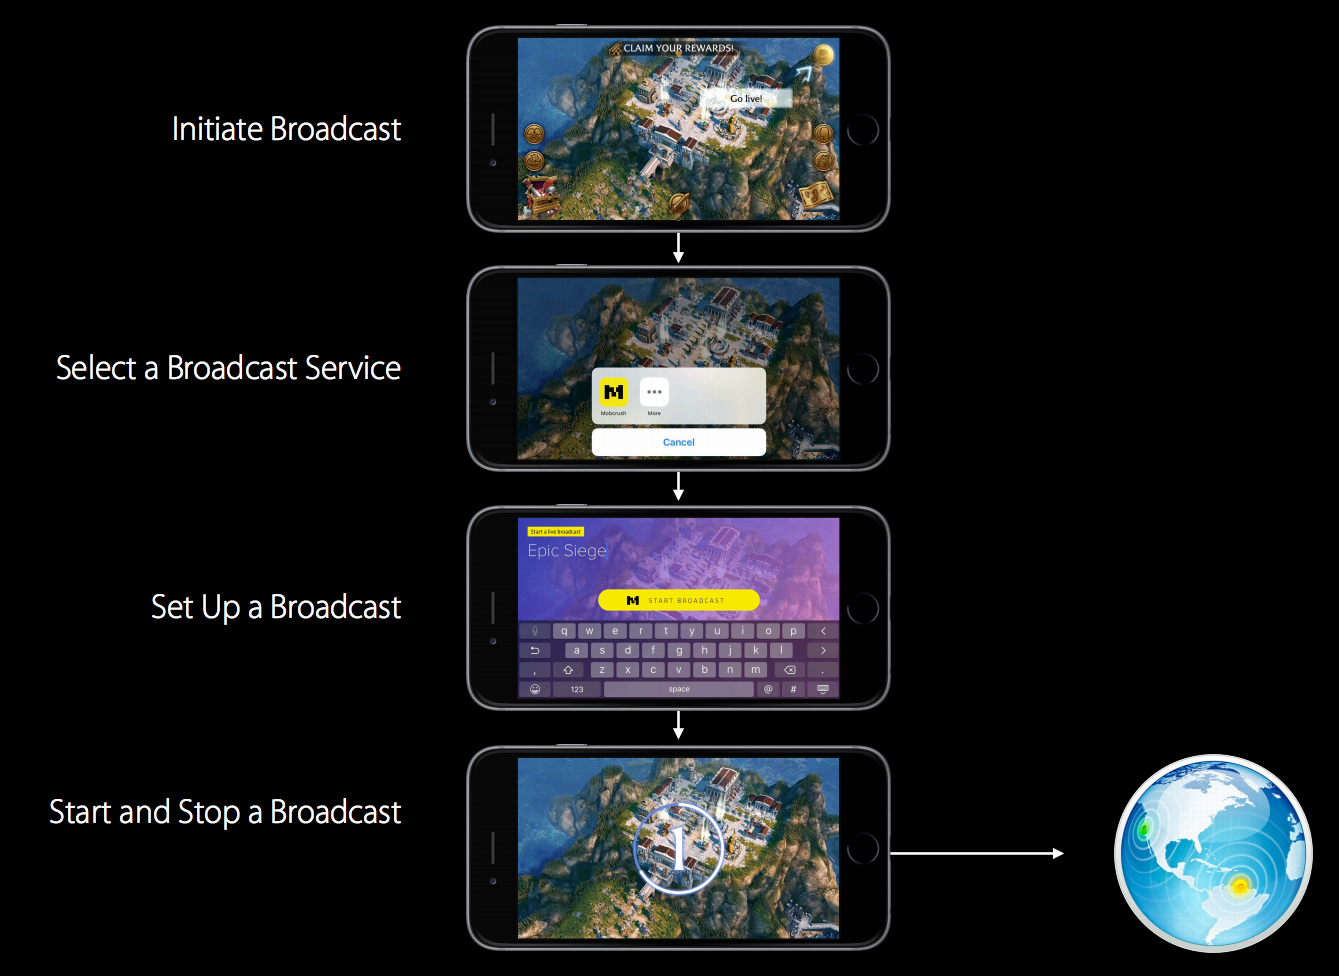 Initiate Broadcast
CLAIM YOUR REWARDS!
Go live!
Select a Broadcast Service
Mobcrush
More
Cancel
Set Up a Broadcast
Start a live broadcast
Epic Siege
START BROADCAST
q w e r t y u i o p
a s d f g h j k l
, z x c v b n m .
123 space @ #
Start and Stop a Broadcast
1